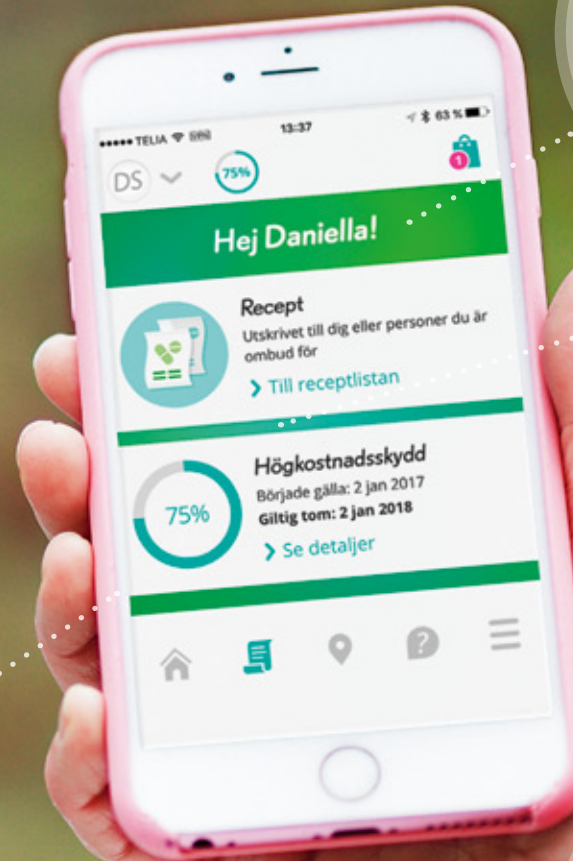 TELIA 13:37 63 %
DS 75% 1
Hej Daniella!
Recept
Utskrivet till dig eller personer du är
ombud för
Till receptlistan
75%
Högkostnadsskydd
Började gälla: 2 jan 2017
Giltig tom: 2 jan 2018
Se detaljer
?